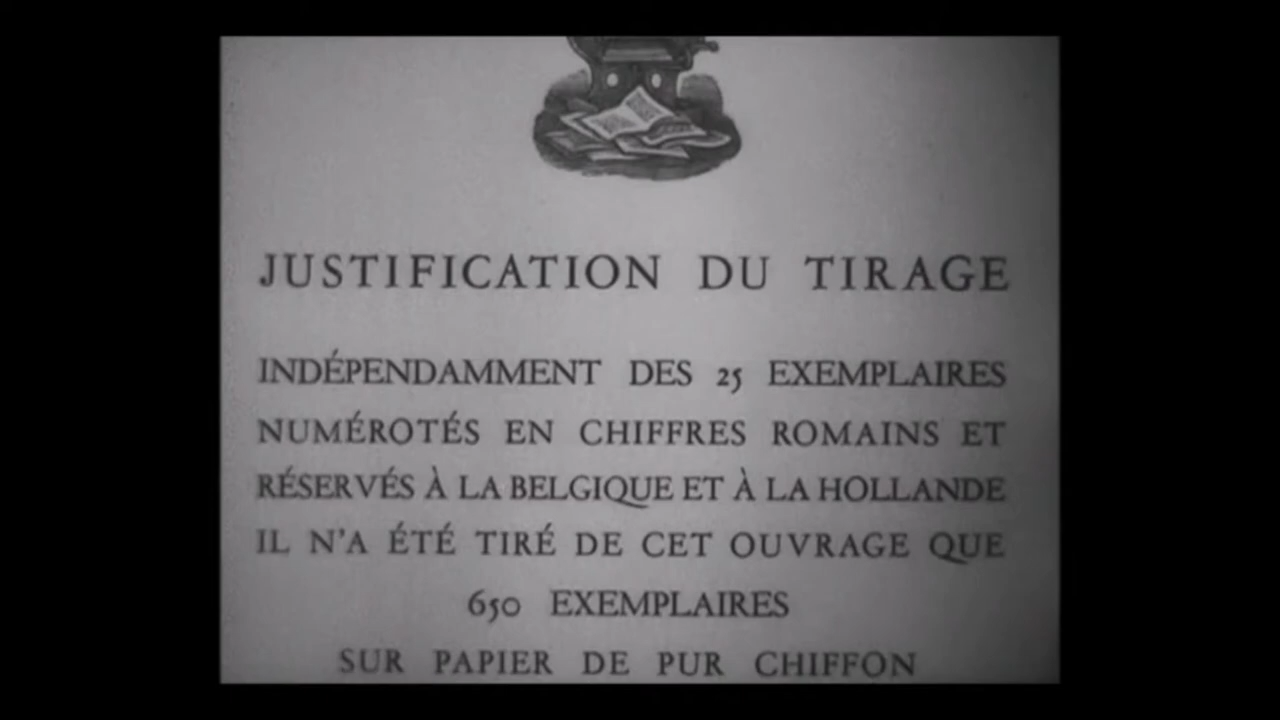 JUSTIFICATION DU TIRAGE
INDÉPENDAMMENT DES 25 EXEMPLAIRES
NUMÉROTÉS EN CHIFFRES ROMAINS ET
RÉSERVÉS À LA BELGIQUE ET À LA HOLLANDE
IL N'A ÉTÉ TIRÉ DE CET OUVRAGE QUE
650 EXEMPLAIRES
SUR PAPIER DE PUR CHIFFON